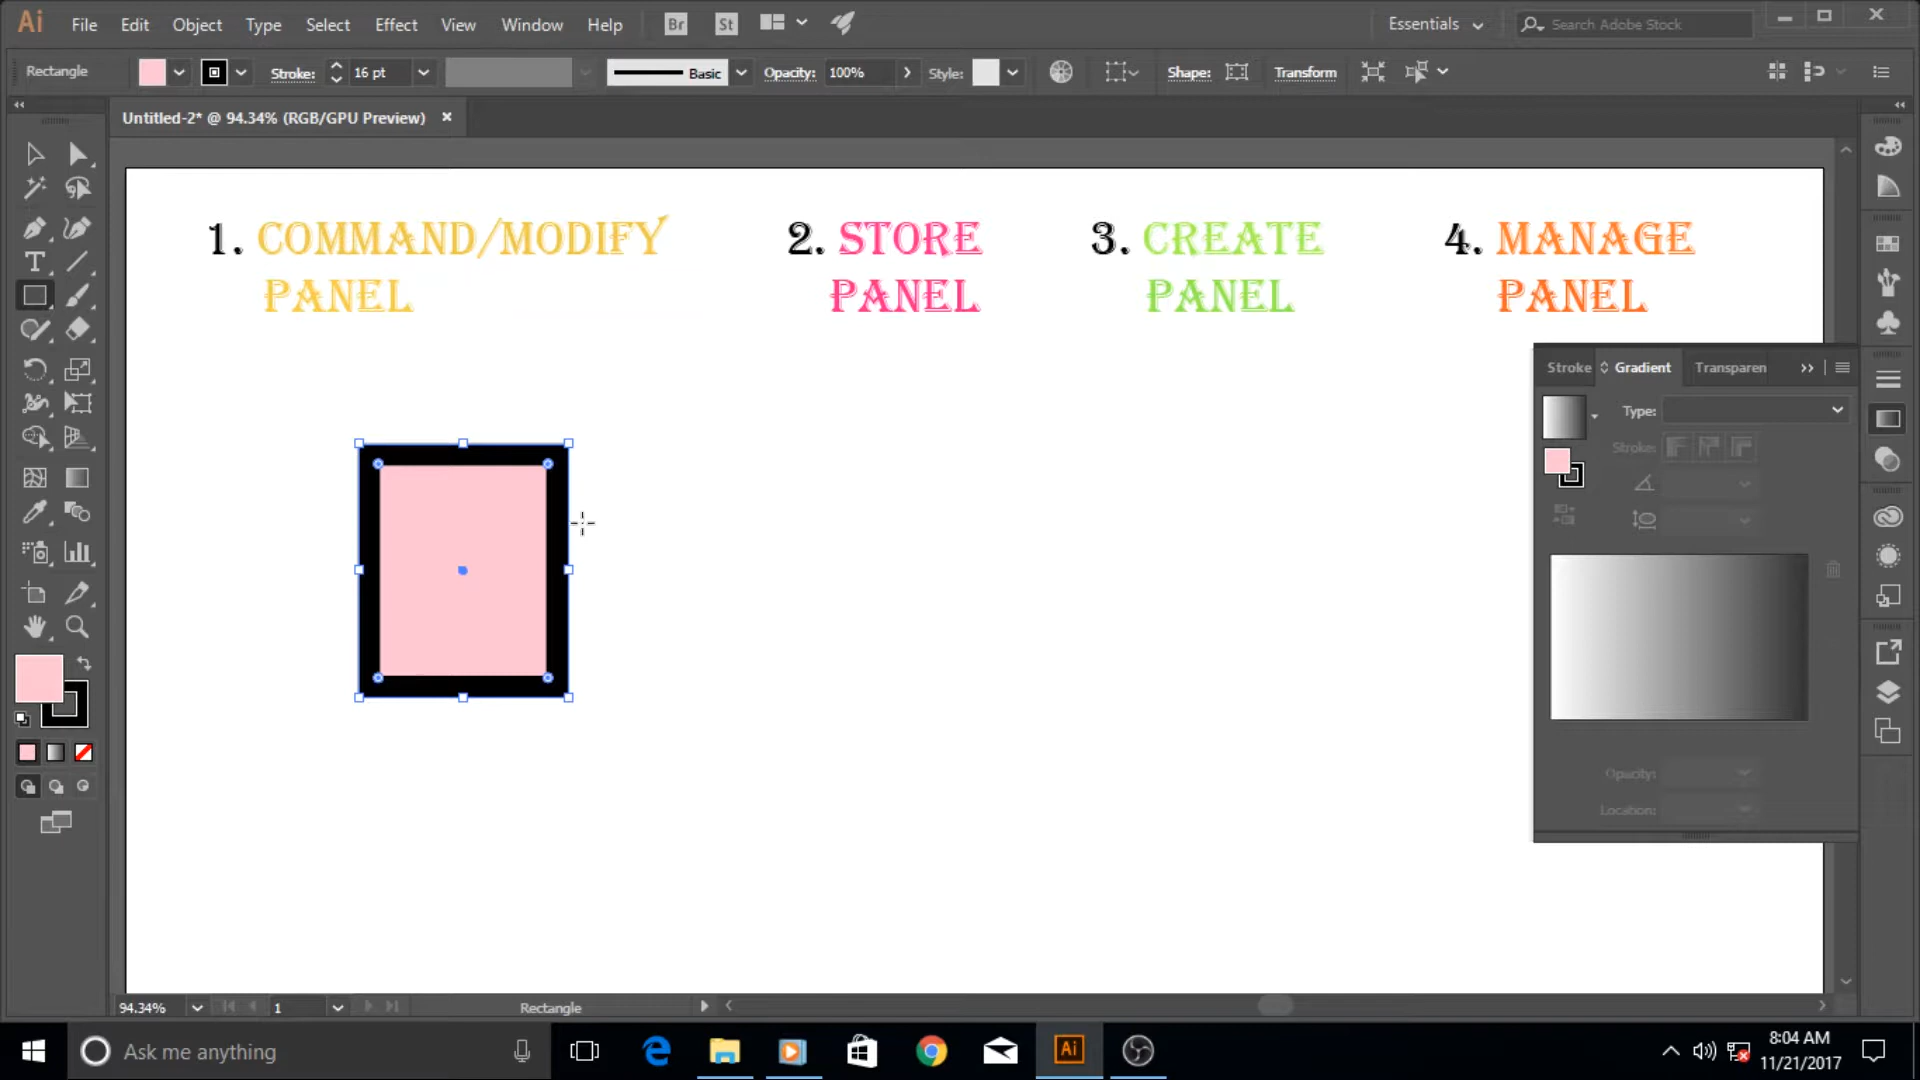 Ai File Edit Object Type Select Effect View Window Help Br St Essentials Search Adobe Stock
Rectangle Stroke: 16 pt Basic Opacity: 100% Style: Shape: Transform
Untitled-2* @ 94.34% (RGB/GPU Preview) ×
1. COMMAND/MODIFY PANEL
2. STORE PANEL
3. CREATE PANEL
4. MANAGE PANEL
Stroke Gradient Transparen
Type:
Stroke:
Opacity:
Location:
94.34% 1 Rectangle
Ask me anything Ai 8:04 AM
11/21/2017